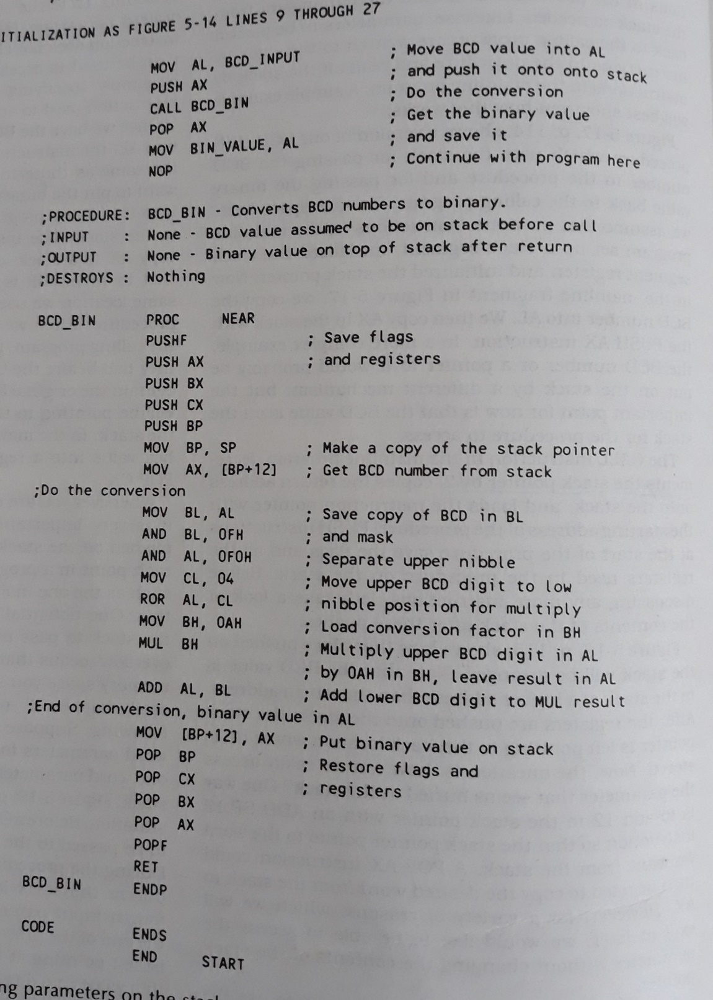 ITIALIZATION AS FIGURE 5-14 LINES 9 THROUGH 27
MOV AL, BCD_INPUT ; Move BCD value into AL
PUSH AX ; and push it onto onto stack
CALL BCD_BIN ; Do the conversion
POP AX ; Get the binary value
MOV BIN_VALUE, AL ; and save it
NOP ; Continue with program here
;PROCEDURE: BCD_BIN - Converts BCD numbers to binary.
;INPUT : None - BCD value assumed to be on stack before call
;OUTPUT : None - Binary value on top of stack after return
;DESTROYS : Nothing
BCD_BIN PROC NEAR
PUSHF ; Save flags
PUSH AX ; and registers
PUSH BX
PUSH CX
PUSH BP
MOV BP, SP ; Make a copy of the stack pointer
MOV AX, [BP+12] ; Get BCD number from stack
;Do the conversion
MOV BL, AL ; Save copy of BCD in BL
AND BL, 0FH ; and mask
AND AL, 0F0H ; Separate upper nibble
MOV CL, 04 ; Move upper BCD digit to low
ROR AL, CL ; nibble position for multiply
MOV BH, 0AH ; Load conversion factor in BH
MUL BH ; Multiply upper BCD digit in AL
; by 0AH in BH, leave result in AL
ADD AL, BL ; Add lower BCD digit to MUL result
;End of conversion, binary value in AL
MOV [BP+12], AX ; Put binary value on stack
POP BP ; Restore flags and
POP CX ; registers
POP BX
POP AX
POPF
RET
BCD_BIN ENDP
CODE ENDS
END START
ng parameters on the stack